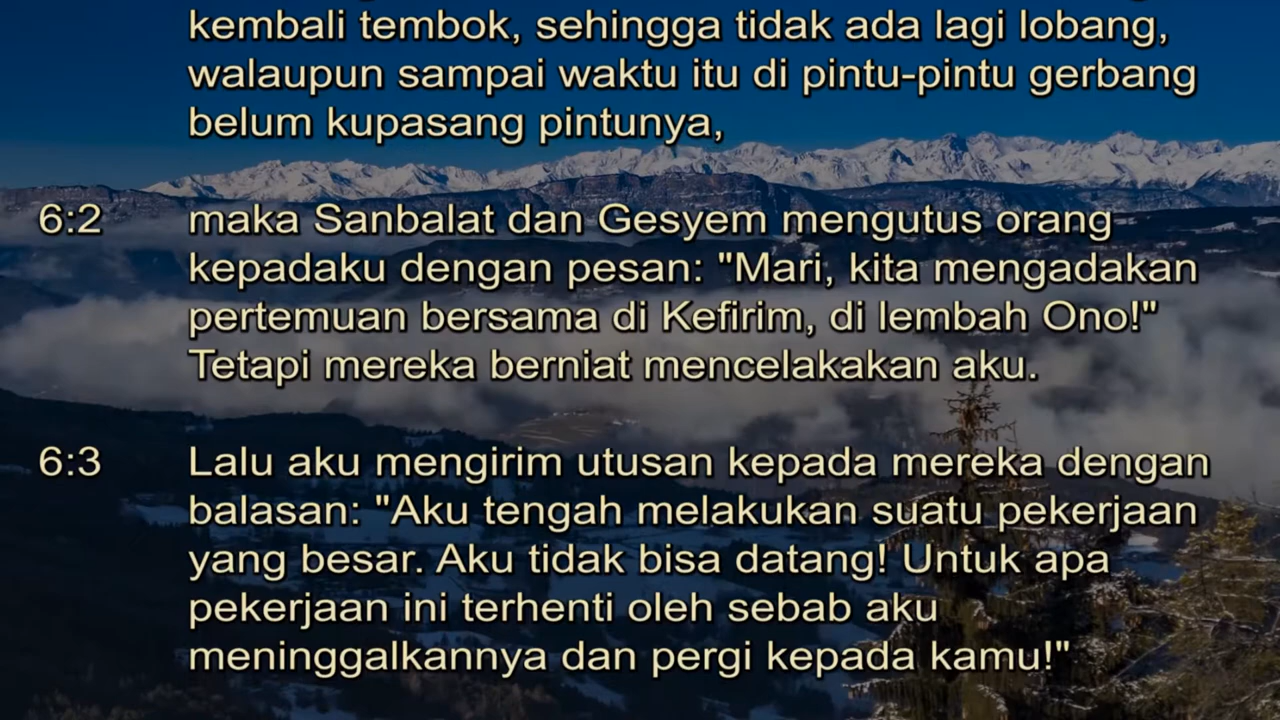 kembali tembok, sehingga tidak ada lagi lobang,
walaupun sampai waktu itu di pintu-pintu gerbang
belum kupasang pintunya,
6:2 maka Sanbalat dan Gesyem mengutus orang
kepadaku dengan pesan: "Mari, kita mengadakan
pertemuan bersama di Kefirim, di lembah Ono!"
Tetapi mereka berniat mencelakakan aku.
6:3 Lalu aku mengirim utusan kepada mereka dengan
balasan: "Aku tengah melakukan suatu pekerjaan
yang besar. Aku tidak bisa datang! Untuk apa
pekerjaan ini terhenti oleh sebab aku
meninggalkannya dan pergi kepada kamu!"